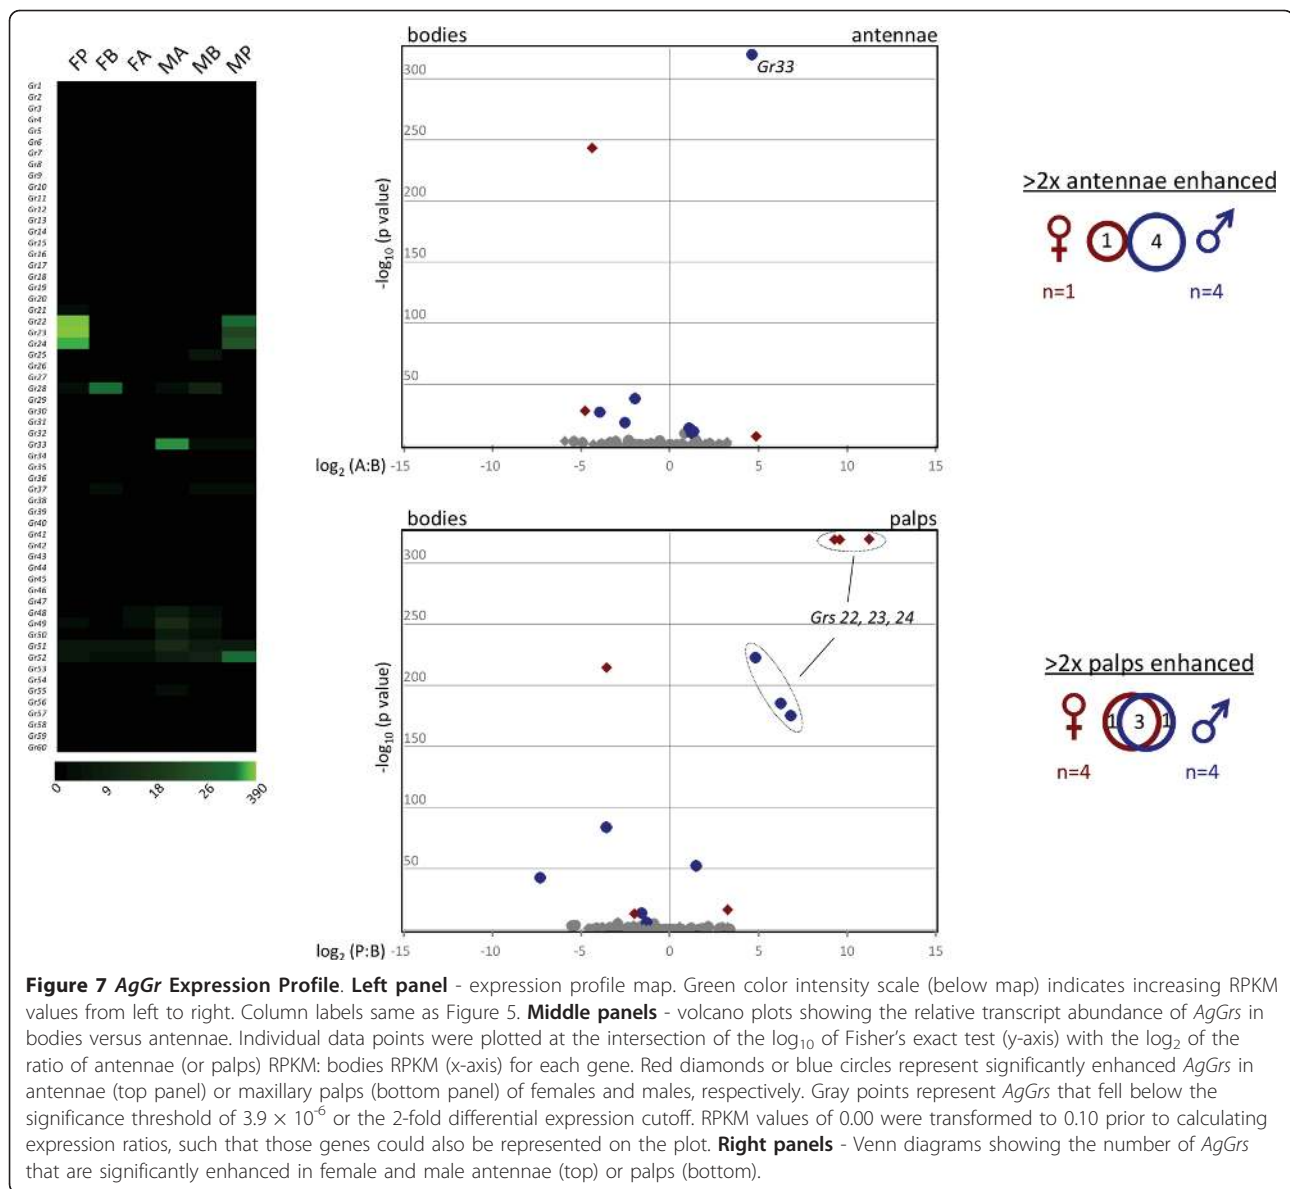 FP FB FA MA MB MP
Gr1
Gr2
Gr3
Gr4
Gr5
Gr6
Gr7
Gr8
Gr9
Gr10
Gr11
Gr12
Gr13
Gr14
Gr15
Gr16
Gr17
Gr18
Gr19
Gr20
Gr21
Gr22
Gr23
Gr24
Gr25
Gr26
Gr27
Gr28
Gr29
Gr30
Gr31
Gr32
Gr33
Gr34
Gr35
Gr36
Gr37
Gr38
Gr39
Gr40
Gr41
Gr42
Gr43
Gr44
Gr45
Gr46
Gr47
Gr48
Gr49
Gr50
Gr51
Gr52
Gr53
Gr54
Gr55
Gr56
Gr57
Gr58
Gr59
Gr60
0 9 18 26 390
bodies antennae
Gr33
300
250
200
150
100
50
-log10 (p value)
log2 (A:B) -15 -10 -5 0 5 10 15
bodies palps
Grs 22, 23, 24
300
250
200
150
100
50
-log10 (p value)
log2 (P:B) -15 -10 -5 0 5 10 15
>2x antennae enhanced
♀ 1 4 ♂
n=1 n=4
>2x palps enhanced
♀ 1 3 1 ♂
n=4 n=4
Figure 7 AgGr Expression Profile. Left panel - expression profile map. Green color intensity scale (below map) indicates increasing RPKM
values from left to right. Column labels same as Figure 5. Middle panels - volcano plots showing the relative transcript abundance of AgGrs in
bodies versus antennae. Individual data points were plotted at the intersection of the log10 of Fisher's exact test (y-axis) with the log2 of the
ratio of antennae (or palps) RPKM: bodies RPKM (x-axis) for each gene. Red diamonds or blue circles represent significantly enhanced AgGrs in
antennae (top panel) or maxillary palps (bottom panel) of females and males, respectively. Gray points represent AgGrs that fell below the
significance threshold of 3.9 × 10-6 or the 2-fold differential expression cutoff. RPKM values of 0.00 were transformed to 0.10 prior to calculating
expression ratios, such that those genes could also be represented on the plot. Right panels - Venn diagrams showing the number of AgGrs
that are significantly enhanced in female and male antennae (top) or palps (bottom).